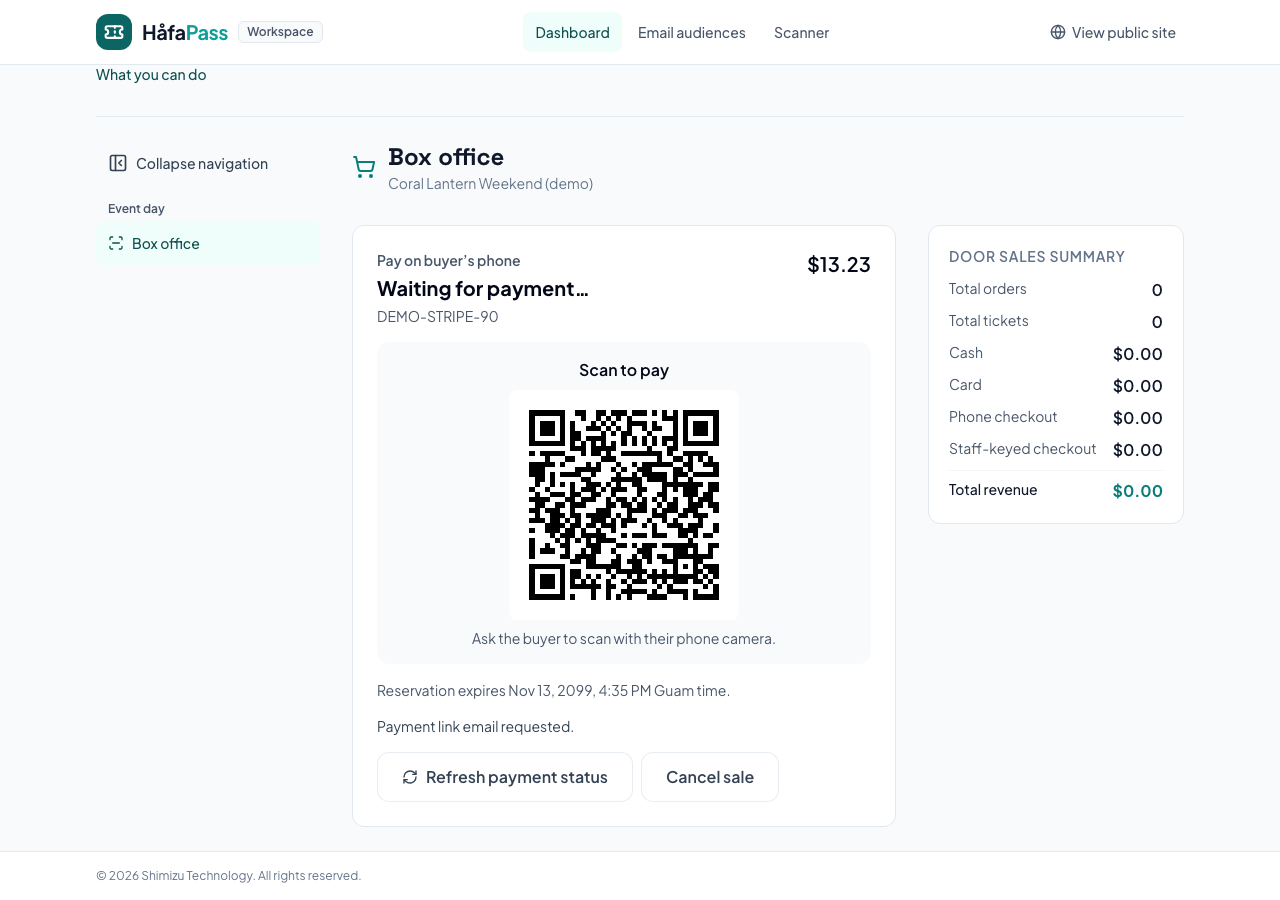 HåfaPass
Workspace
Dashboard
Email audiences
Scanner
View public site
What you can do
Collapse navigation
Event day
Box office
Box office
Coral Lantern Weekend (demo)
Pay on buyer’s phone
$13.23
Waiting for payment…
DEMO-STRIPE-90
Scan to pay
Ask the buyer to scan with their phone camera.
Reservation expires Nov 13, 2099, 4:35 PM Guam time.
Payment link email requested.
Refresh payment status
Cancel sale
DOOR SALES SUMMARY
Total orders 0
Total tickets 0
Cash $0.00
Card $0.00
Phone checkout $0.00
Staff-keyed checkout $0.00
Total revenue $0.00
© 2026 Shimizu Technology. All rights reserved.